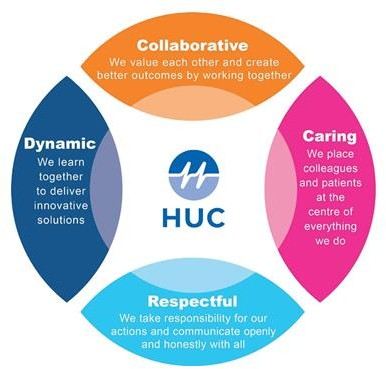 Collaborative
We value each other and create
better outcomes by working together
Dynamic
We learn
together
to deliver
innovative
solutions
HUC
Caring
We place
colleagues
and patients
at the
centre of
everything
we do
Respectful
We take responsibility for our
actions and communicate openly
and honestly with all